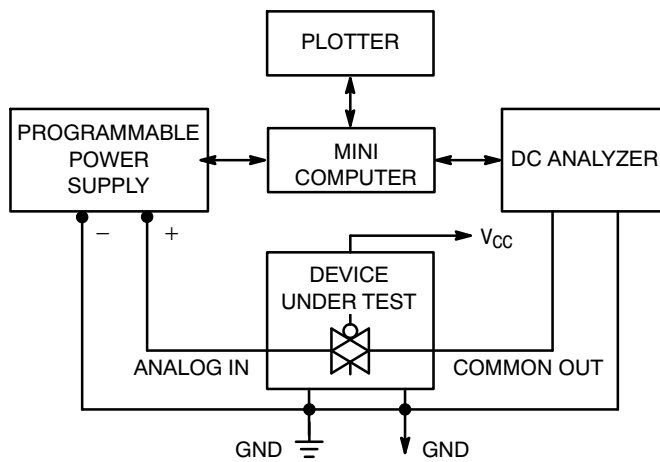 PLOTTER
PROGRAMMABLE
POWER
SUPPLY
MINI
COMPUTER
DC ANALYZER
− +
VCC
DEVICE
UNDER TEST
ANALOG IN
COMMON OUT
GND
GND